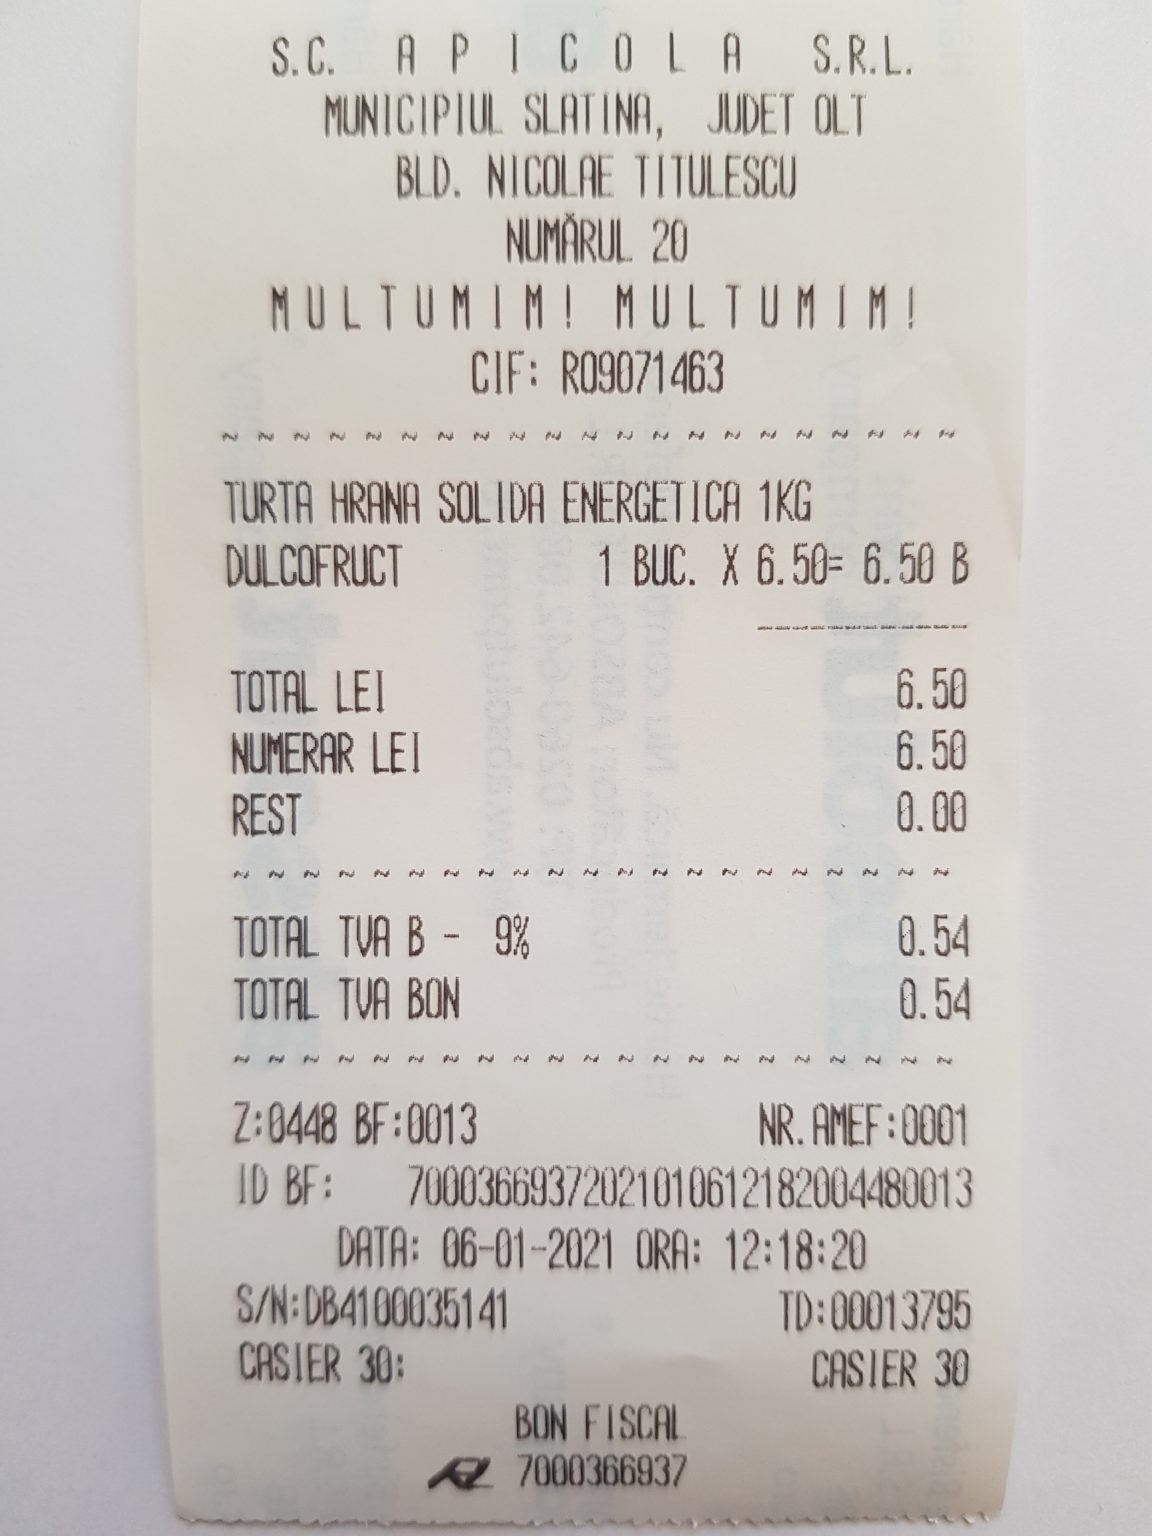 S.C. A P I C O L A S.R.L.
MUNICIPIUL SLATINA, JUDET OLT
BLD. NICOLAE TITULESCU
NUMĂRUL 20
M U L T U M I M ! M U L T U M I M !
CIF: RO9071463
~ ~ ~ ~ ~ ~ ~ ~ ~ ~ ~ ~ ~ ~ ~ ~ ~ ~ ~ ~ ~
TURTA HRANA SOLIDA ENERGETICA 1KG
DULCOFRUCT 1 BUC. X 6.50= 6.50 B
TOTAL LEI 6.50
NUMERAR LEI 6.50
REST 0.00
~ ~ ~ ~ ~ ~ ~ ~ ~ ~ ~ ~ ~ ~ ~ ~ ~ ~ ~ ~ ~
TOTAL TVA B - 9% 0.54
TOTAL TVA BON 0.54
~ ~ ~ ~ ~ ~ ~ ~ ~ ~ ~ ~ ~ ~ ~ ~ ~ ~ ~ ~ ~
Z:0448 BF:0013 NR.AMEF:0001
ID BF: 70003669372021010612182004480013
DATA: 06-01-2021 ORA: 12:18:20
S/N:DB4100035141 TD:00013795
CASIER 30: CASIER 30
BON FISCAL
7000366937